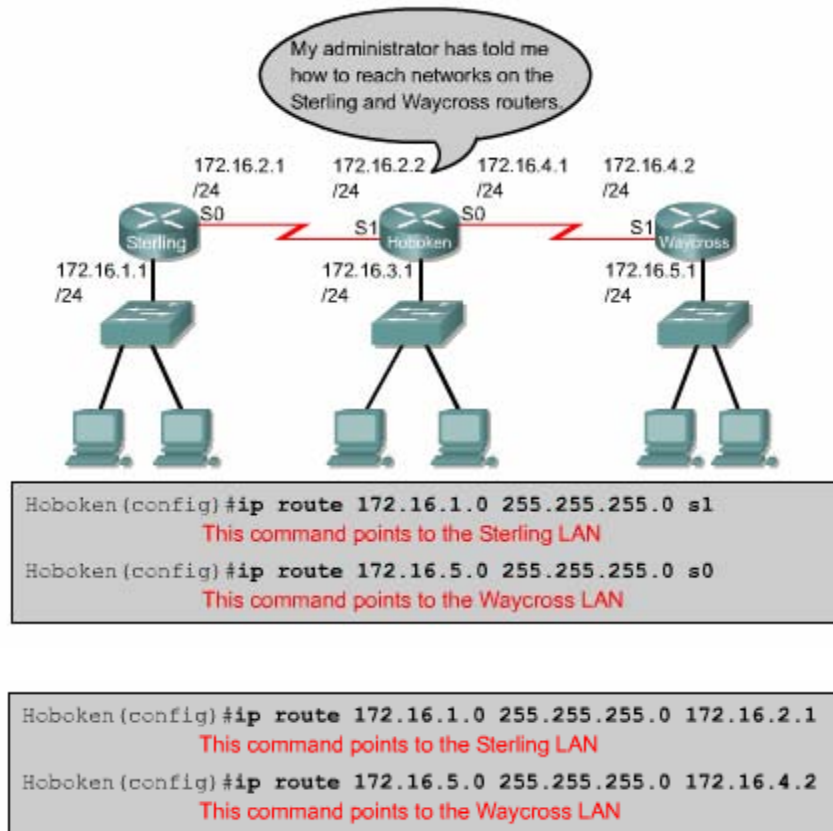 My administrator has told me
how to reach networks on the
Sterling and Waycross routers.
172.16.2.1
/24
172.16.2.2
/24
172.16.4.1
/24
172.16.4.2
/24
S0
S1
S0
S1
Sterling
Hoboken
Waycross
172.16.1.1
/24
172.16.3.1
/24
172.16.5.1
/24
Hoboken(config)#ip route 172.16.1.0 255.255.255.0 s1
This command points to the Sterling LAN
Hoboken(config)#ip route 172.16.5.0 255.255.255.0 s0
This command points to the Waycross LAN
Hoboken(config)#ip route 172.16.1.0 255.255.255.0 172.16.2.1
This command points to the Sterling LAN
Hoboken(config)#ip route 172.16.5.0 255.255.255.0 172.16.4.2
This command points to the Waycross LAN